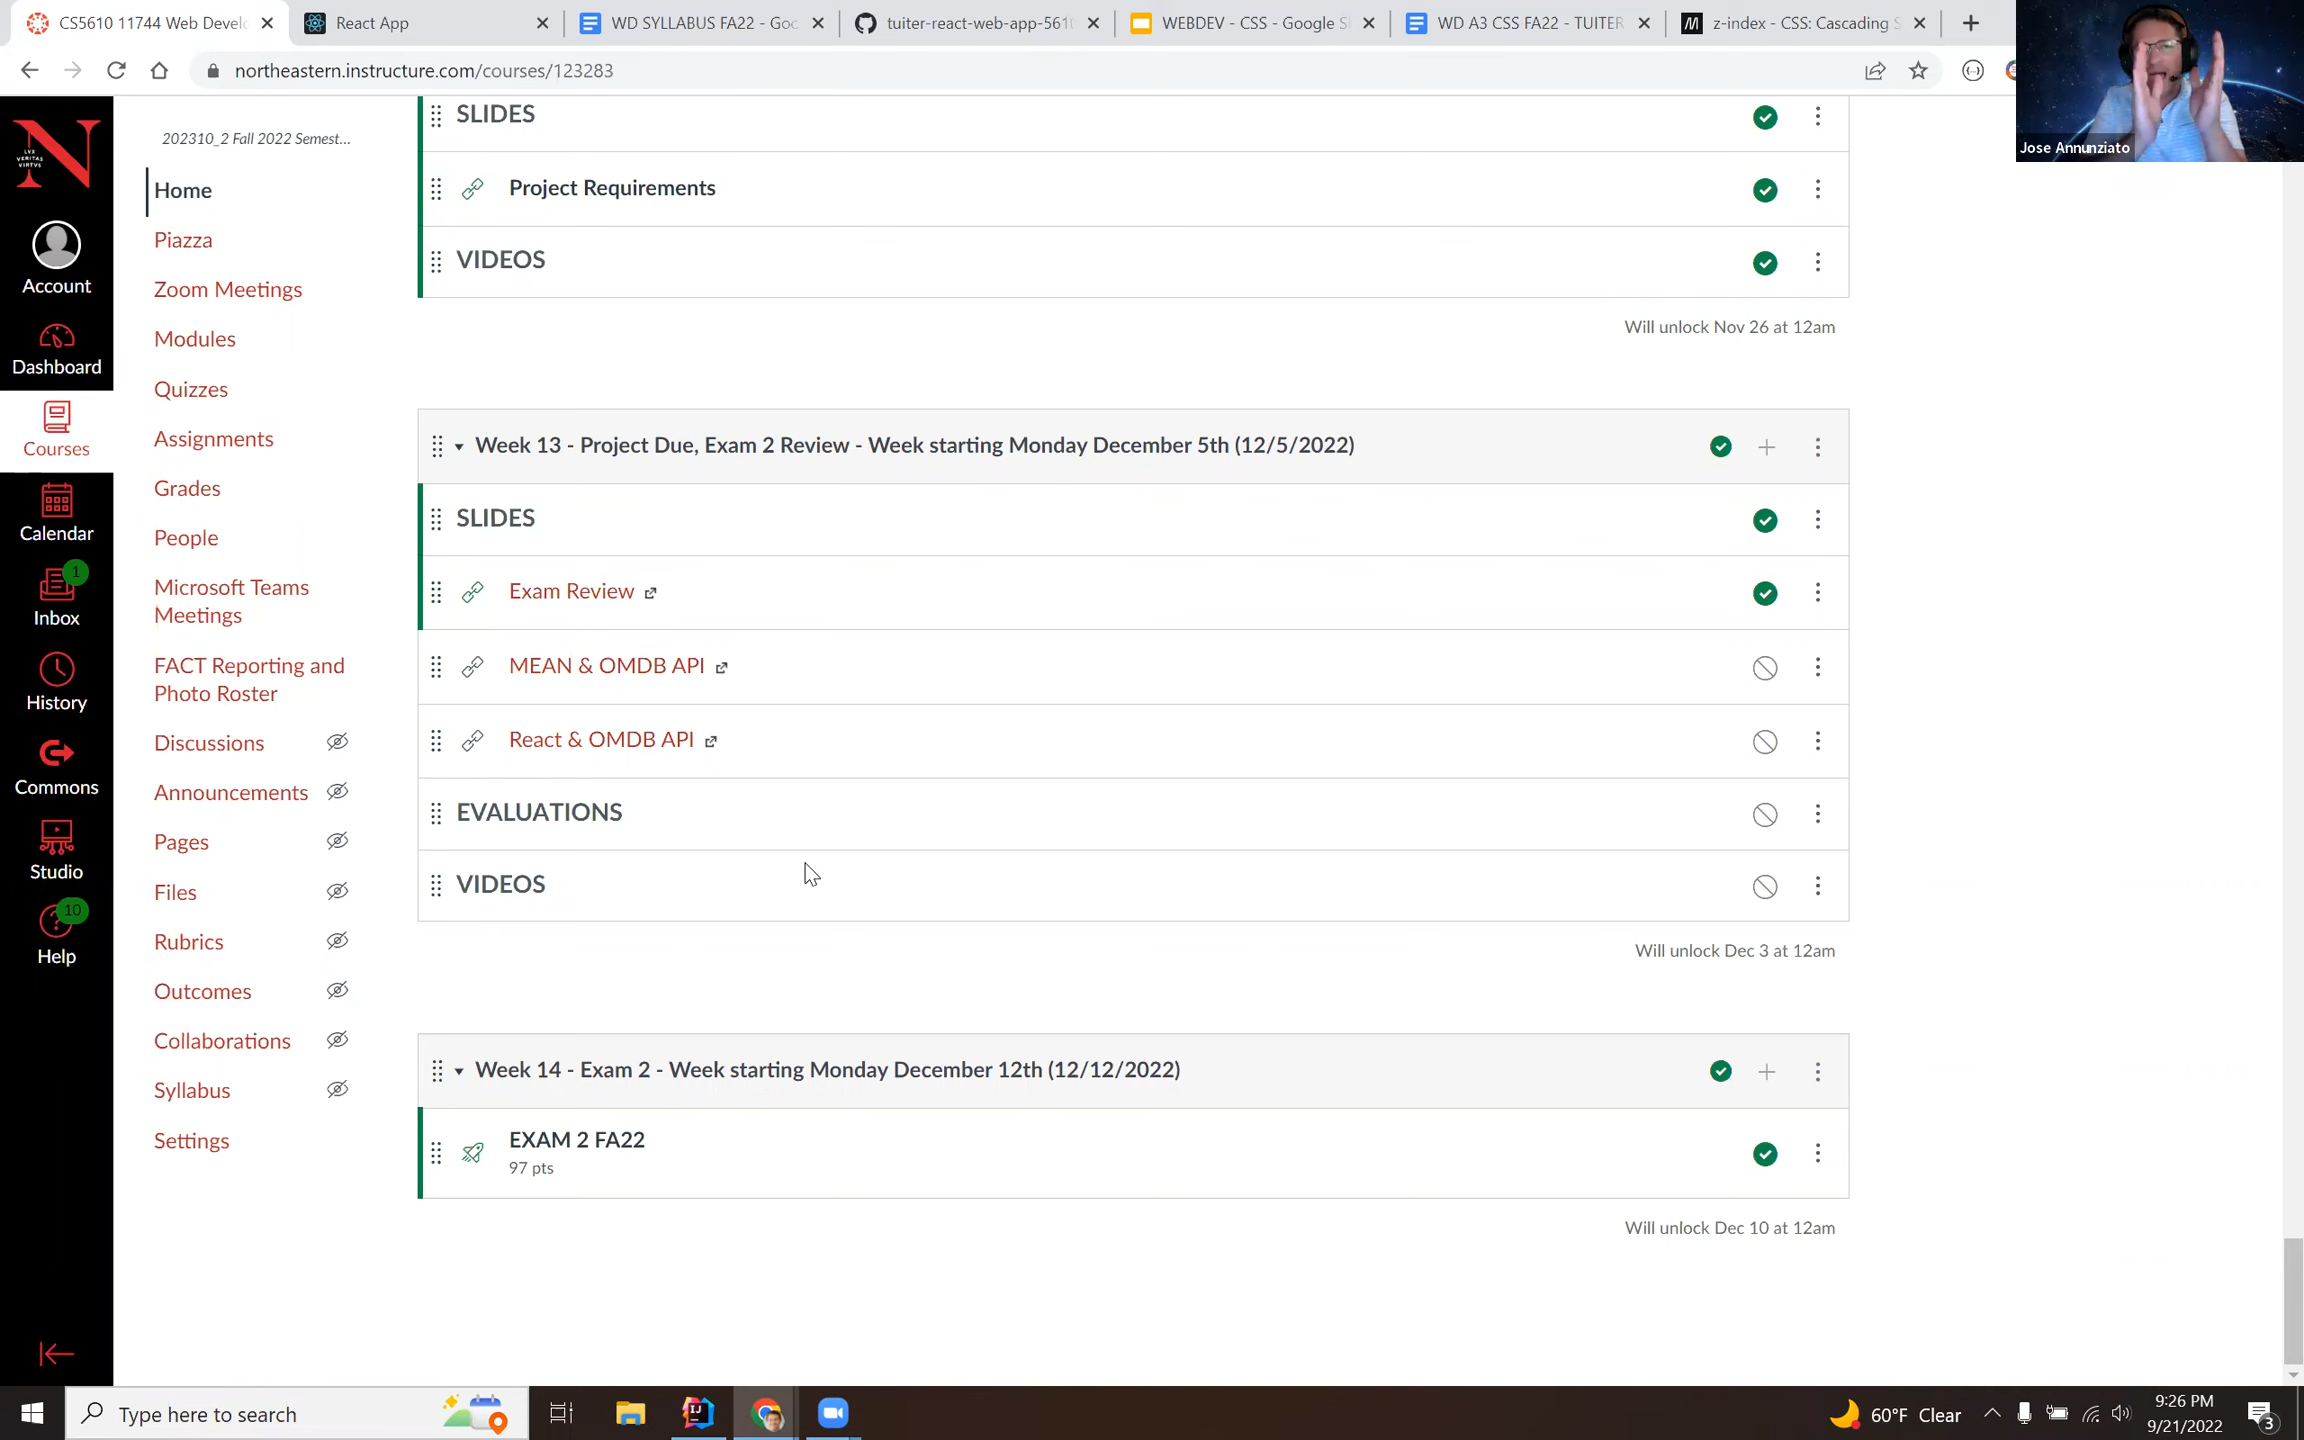 CS5610 11744 Web Develo
React App
WD SYLLABUS FA22 - Goo
tuiter-react-web-app-561
WEBDEV - CSS - Google Sl
WD A3 CSS FA22 - TUITER
z-index - CSS: Cascading S
northeastern.instructure.com/courses/123283
Jose Annunziato
LVX VERITAS VIRTVS
N
Account
Dashboard
Courses
Calendar
1
Inbox
History
Commons
Studio
10
Help
202310_2 Fall 2022 Semest...
Home
Piazza
Zoom Meetings
Modules
Quizzes
Assignments
Grades
People
Microsoft Teams
Meetings
FACT Reporting and
Photo Roster
Discussions
Announcements
Pages
Files
Rubrics
Outcomes
Collaborations
Syllabus
Settings
SLIDES
Project Requirements
VIDEOS
Will unlock Nov 26 at 12am
Week 13 - Project Due, Exam 2 Review - Week starting Monday December 5th (12/5/2022)
SLIDES
Exam Review
MEAN & OMDB API
React & OMDB API
EVALUATIONS
VIDEOS
Will unlock Dec 3 at 12am
Week 14 - Exam 2 - Week starting Monday December 12th (12/12/2022)
EXAM 2 FA22
97 pts
Will unlock Dec 10 at 12am
Type here to search
IJ
60°F Clear
9:26 PM
9/21/2022
3